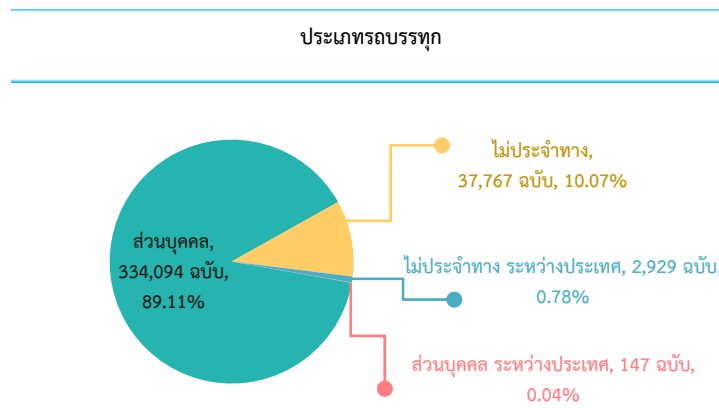 ประเภทรถบรรทุก
ไม่ประจำทาง,
37,767 ฉบับ, 10.07%
ส่วนบุคคล,
334,094 ฉบับ,
89.11%
ไม่ประจำทาง ระหว่างประเทศ, 2,929 ฉบับ,
0.78%
ส่วนบุคคล ระหว่างประเทศ, 147 ฉบับ,
0.04%